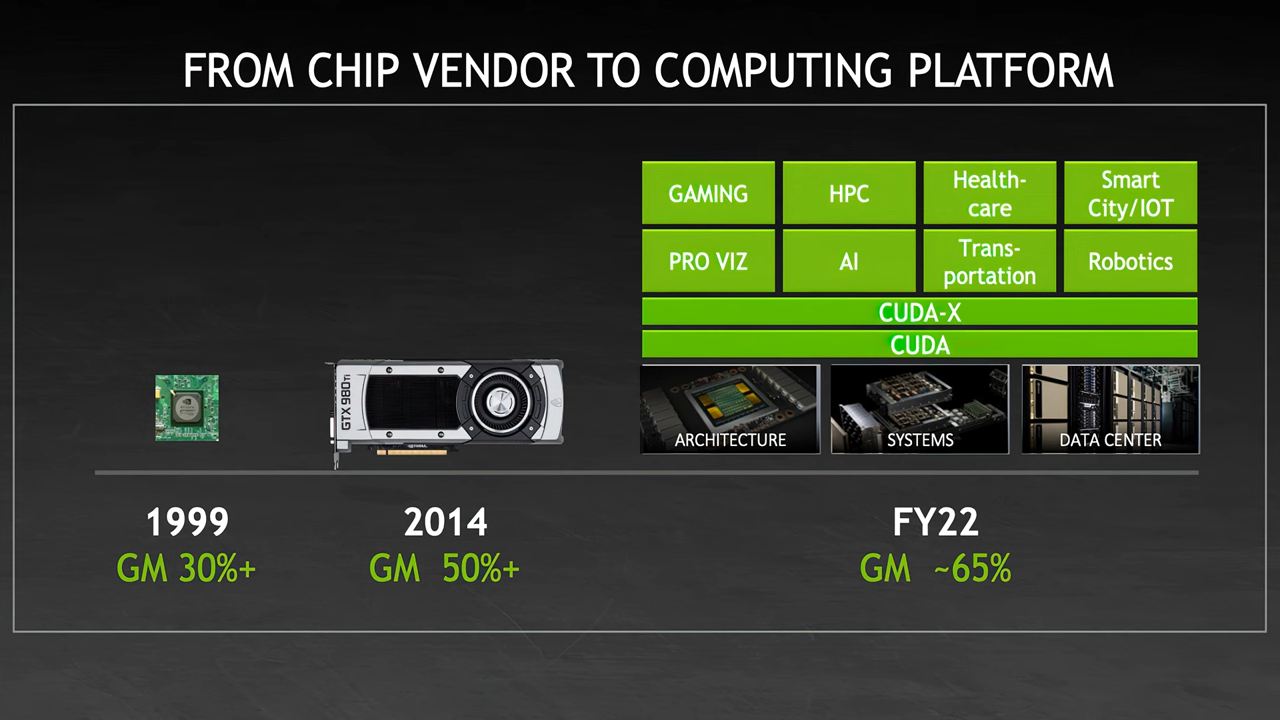 FROM CHIP VENDOR TO COMPUTING PLATFORM
GAMING
HPC
Health-
care
Smart
City/IOT
PRO VIZ
AI
Trans-
portation
Robotics
CUDA-X
CUDA
GTX 980Ti
ARCHITECTURE
SYSTEMS
DATA CENTER
1999
2014
FY22
GM 30%+
GM 50%+
GM ~65%